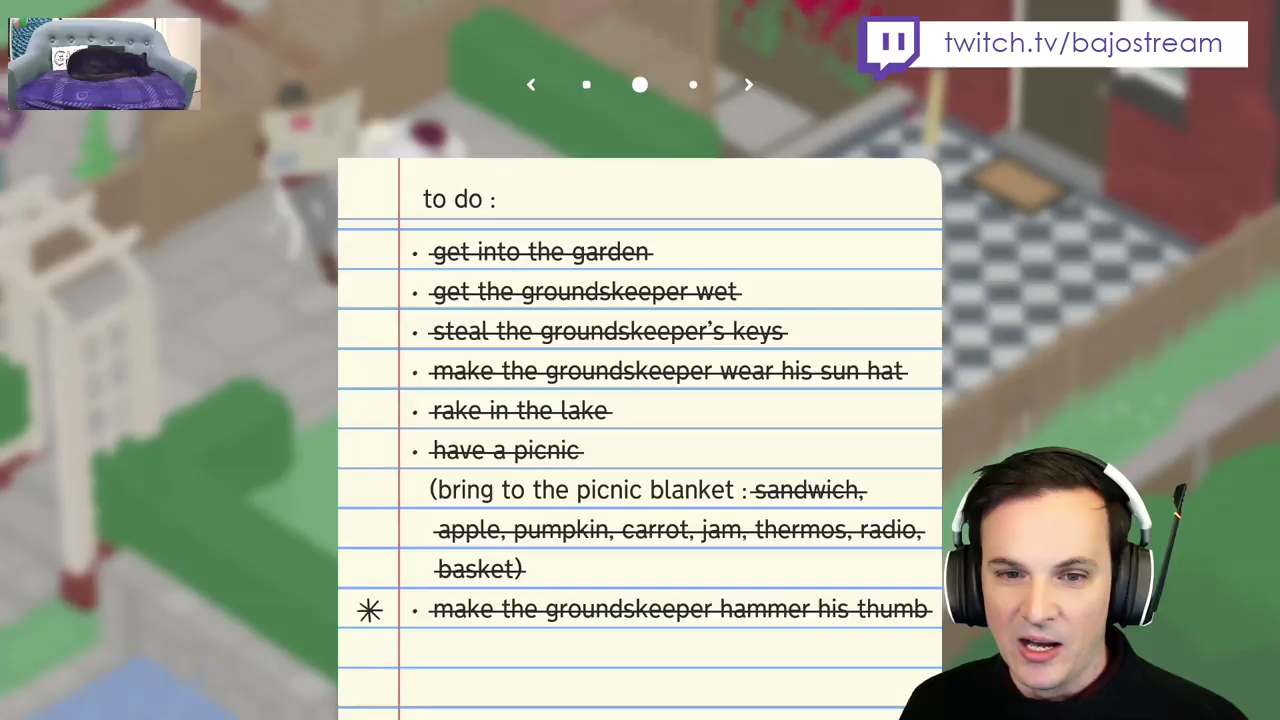 twitch.tv/bajostream
to do :
· get into the garden
· get the groundskeeper wet
· steal the groundskeeper's keys
· make the groundskeeper wear his sun hat
· rake in the lake
· have a picnic
(bring to the picnic blanket : sandwich,
apple, pumpkin, carrot, jam, thermos, radio,
basket)
· make the groundskeeper hammer his thumb